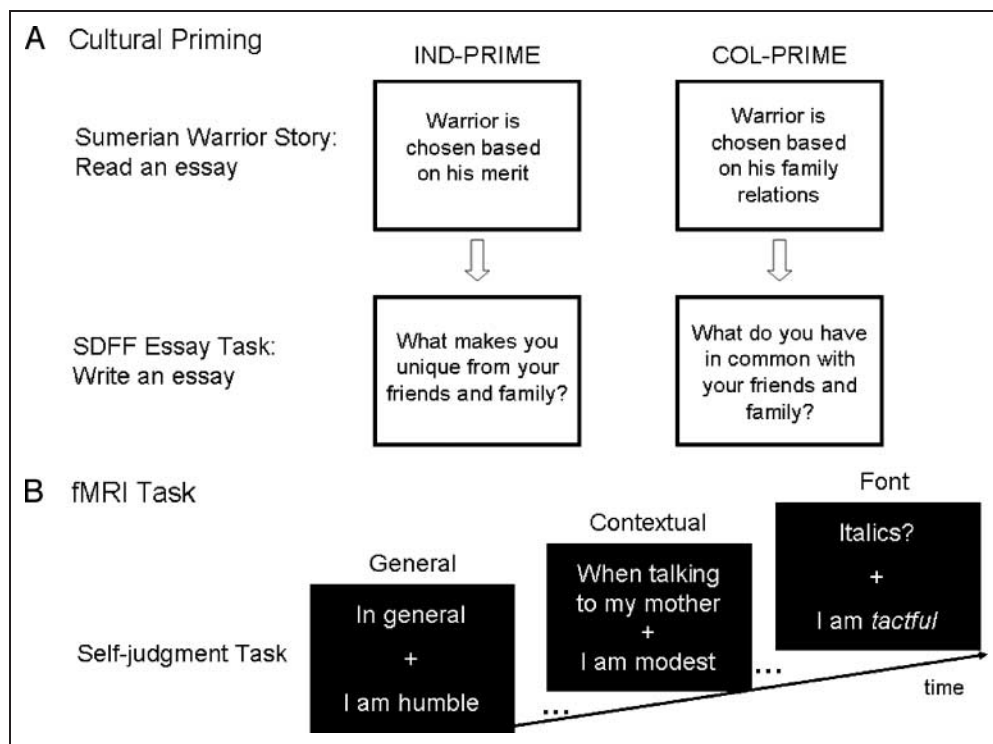 A Cultural Priming
IND-PRIME
COL-PRIME
Sumerian Warrior Story:
Read an essay
Warrior is
chosen based
on his merit
Warrior is
chosen based
on his family
relations
SDFF Essay Task:
Write an essay
What makes you
unique from your
friends and family?
What do you have
in common with
your friends and
family?
B fMRI Task
Self-judgment Task
General
In general
+
I am humble
...
Contextual
When talking
to my mother
+
I am modest
...
Font
Italics?
+
I am tactful
time